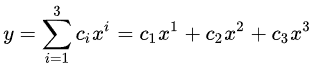 y = \sum_{i=1}^{3} c_i x^i = c_1 x^1 + c_2 x^2 + c_3 x^3